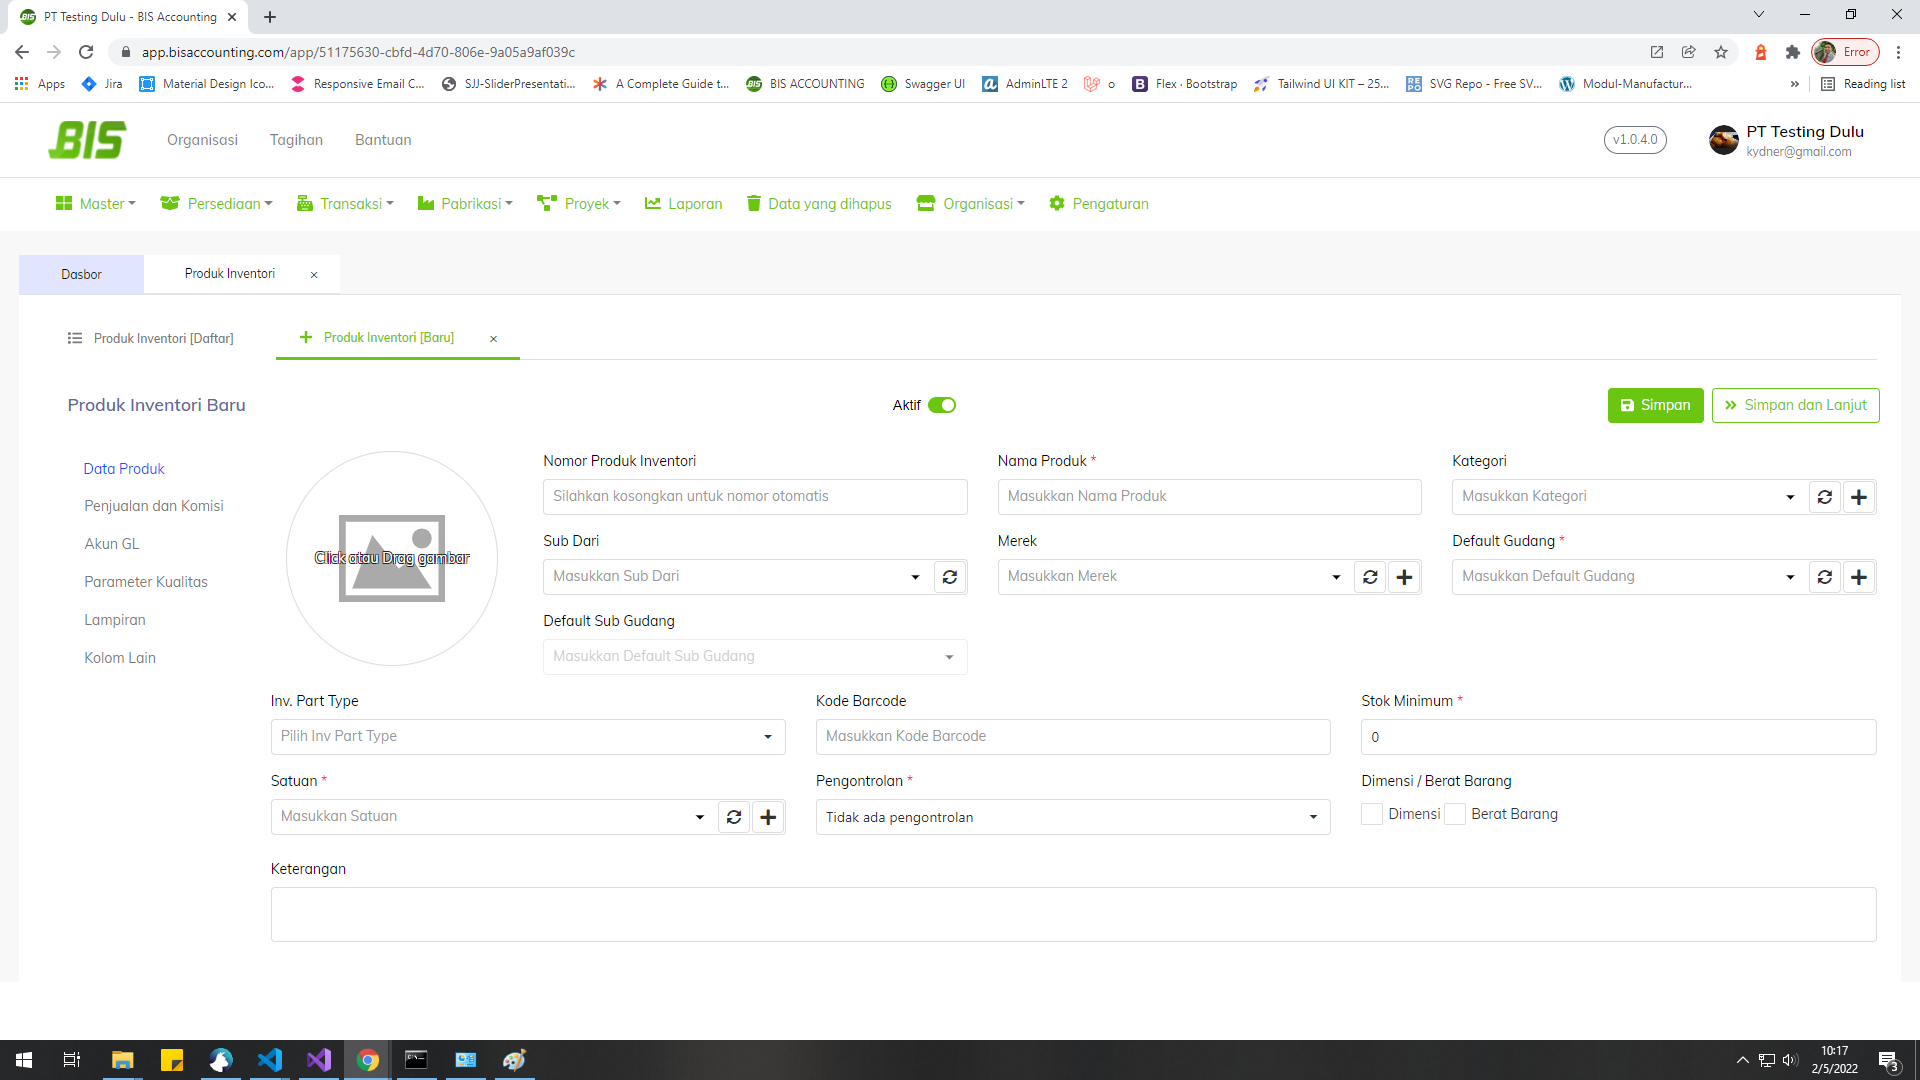 PT Testing Dulu - BIS Accounting
app.bisaccounting.com/app/51175630-cbfd-4d70-806e-9a05a9af039c
Error
Apps
Jira
Material Design Ico...
Responsive Email C...
SJJ-SliderPresentati...
A Complete Guide t...
BIS ACCOUNTING
Swagger UI
AdminLTE 2
o
Flex · Bootstrap
Tailwind UI KIT – 25...
SVG Repo - Free SV...
Modul-Manufactur...
»
Reading list
BIS
Organisasi
Tagihan
Bantuan
v1.0.4.0
PT Testing Dulu
kydner@gmail.com
Master
Persediaan
Transaksi
Pabrikasi
Proyek
Laporan
Data yang dihapus
Organisasi
Pengaturan
Dasbor
Produk Inventori ×
Produk Inventori [Daftar]
Produk Inventori [Baru] ×
Produk Inventori Baru
Aktif
Simpan
Simpan dan Lanjut
Data Produk
Penjualan dan Komisi
Akun GL
Parameter Kualitas
Lampiran
Kolom Lain
Click atau Drag gambar
Nomor Produk Inventori
Silahkan kosongkan untuk nomor otomatis
Nama Produk *
Masukkan Nama Produk
Kategori
Masukkan Kategori
Sub Dari
Masukkan Sub Dari
Merek
Masukkan Merek
Default Gudang *
Masukkan Default Gudang
Default Sub Gudang
Masukkan Default Sub Gudang
Inv. Part Type
Pilih Inv Part Type
Kode Barcode
Masukkan Kode Barcode
Stok Minimum *
0
Satuan *
Masukkan Satuan
Pengontrolan *
Tidak ada pengontrolan
Dimensi / Berat Barang
Dimensi
Berat Barang
Keterangan
10:17
2/5/2022
3